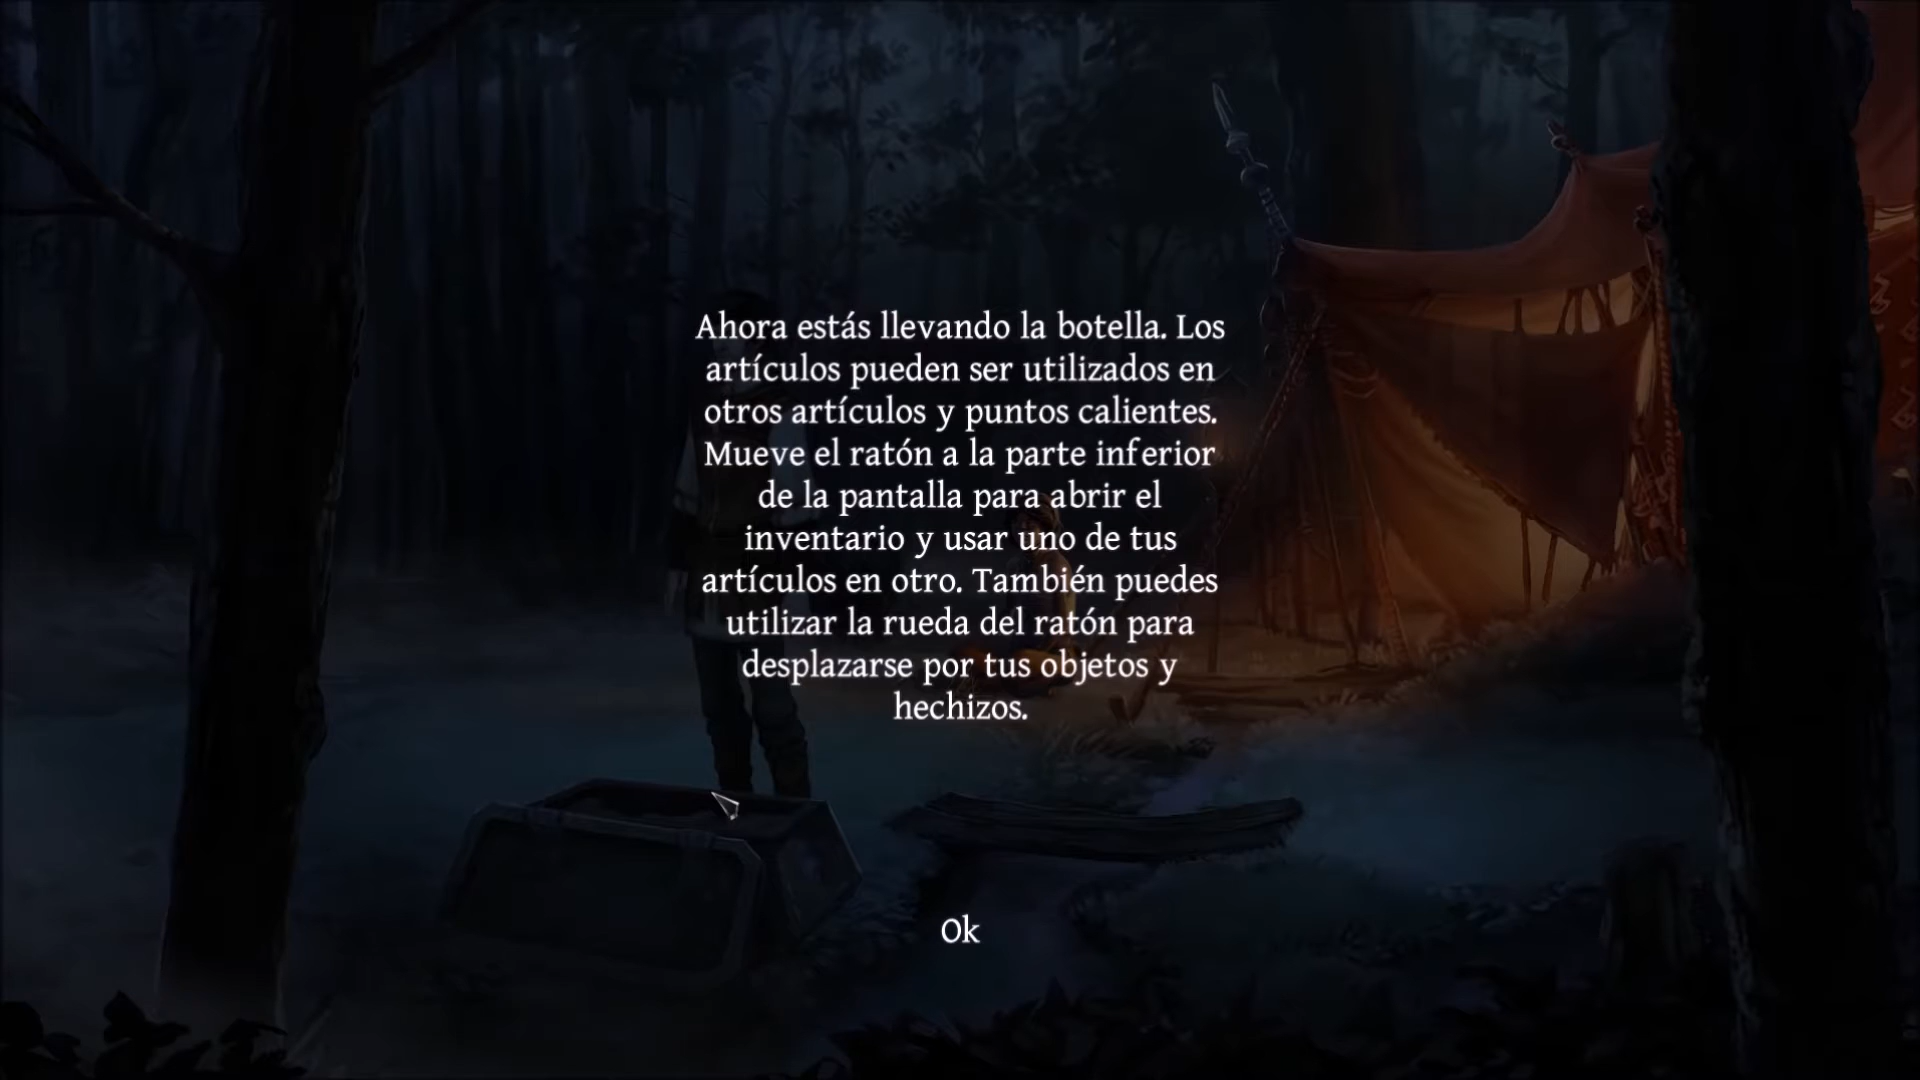 Ahora estás llevando la botella. Los
artículos pueden ser utilizados en
otros artículos y puntos calientes.
Mueve el ratón a la parte inferior
de la pantalla para abrir el
inventario y usar uno de tus
artículos en otro. También puedes
utilizar la rueda del ratón para
desplazarse por tus objetos y
hechizos.
Ok